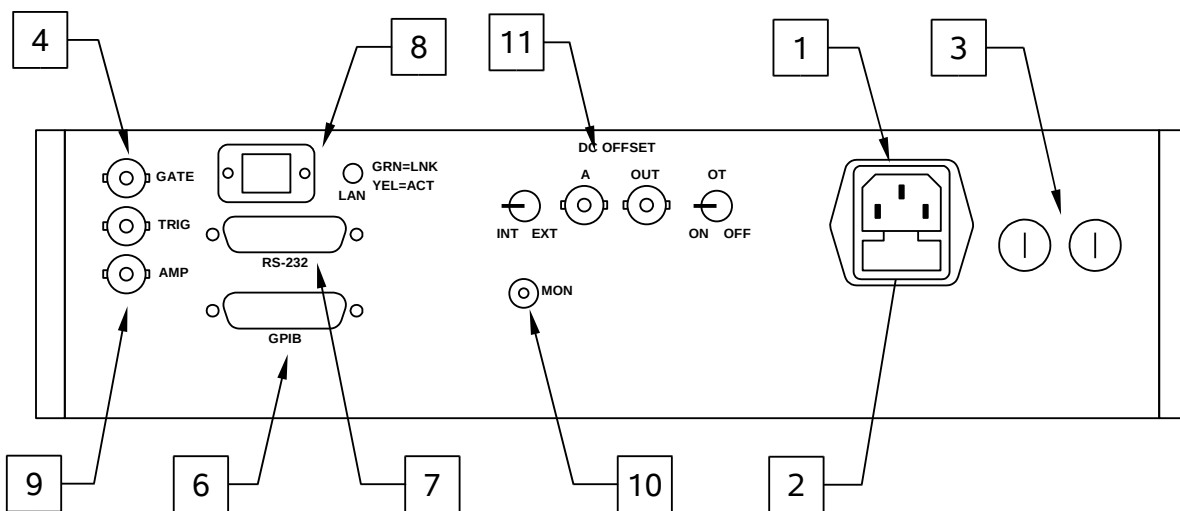 4
8
11
1
3
DC OFFSET
GATE
GRN=LNK
YEL=ACT
LAN
A
OUT
OT
TRIG
INT EXT
ON OFF
RS-232
AMP
MON
GPIB
9
6
7
10
2